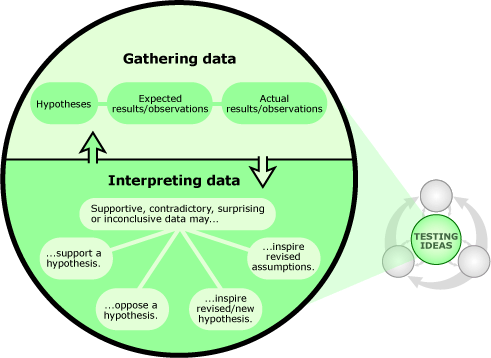 Gathering data
Hypotheses
Expected
results/observations
Actual
results/observations
Interpreting data
Supportive, contradictory, surprising
or inconclusive data may...
...support a
hypothesis.
...oppose a
hypothesis.
...inspire
revised/new
hypothesis.
...inspire
revised
assumptions.
TESTING
IDEAS